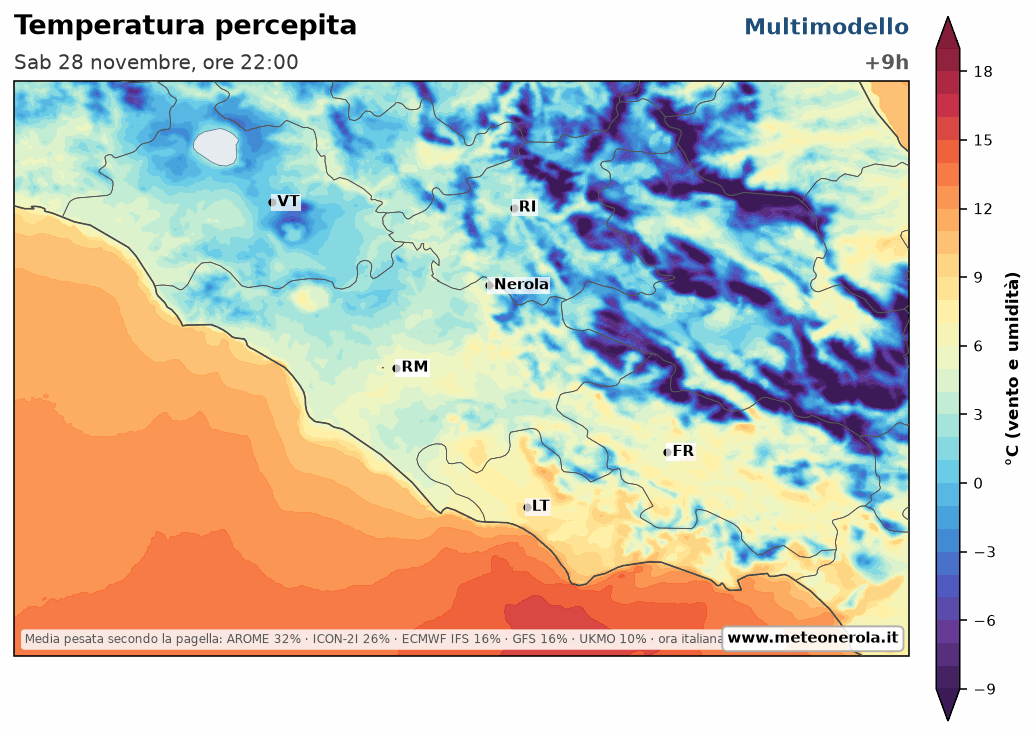 Temperatura percepita
Multimodello
Sab 28 novembre, ore 22:00
+9h
VT
RI
Nerola
RM
FR
LT
18
15
12
9
6
3
0
−3
−6
−9
°C (vento e umidità)
Media pesata secondo la pagella: AROME 32% · ICON-2I 26% · ECMWF IFS 16% · GFS 16% · UKMO 10% · ora italiana
www.meteonerola.it